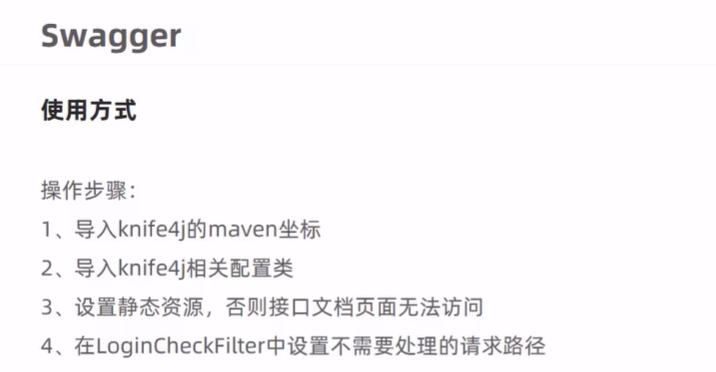 Swagger
使用方式
操作步骤：
1、导入knife4j的maven坐标
2、导入knife4j相关配置类
3、设置静态资源，否则接口文档页面无法访问
4、在LoginCheckFilter中设置不需要处理的请求路径